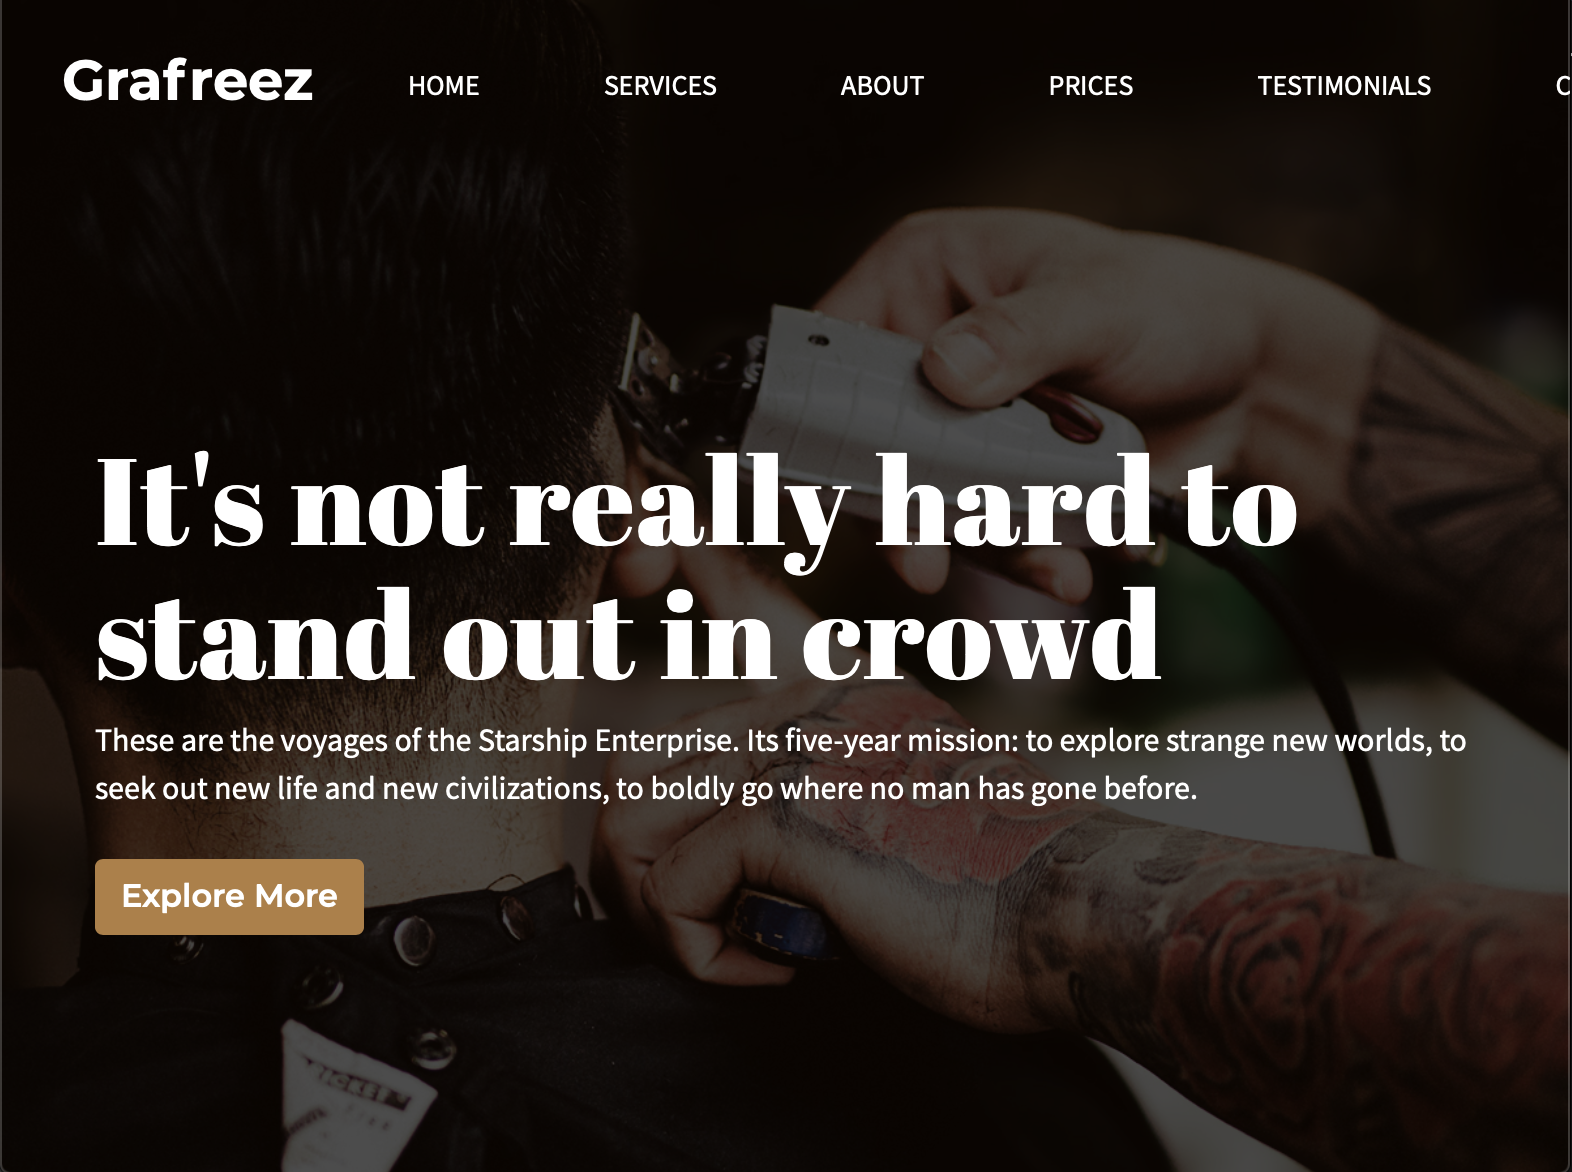 Grafreez
HOME
SERVICES
ABOUT
PRICES
TESTIMONIALS
It's not really hard to
stand out in crowd
These are the voyages of the Starship Enterprise. Its five-year mission: to explore strange new worlds, to
seek out new life and new civilizations, to boldly go where no man has gone before.
Explore More